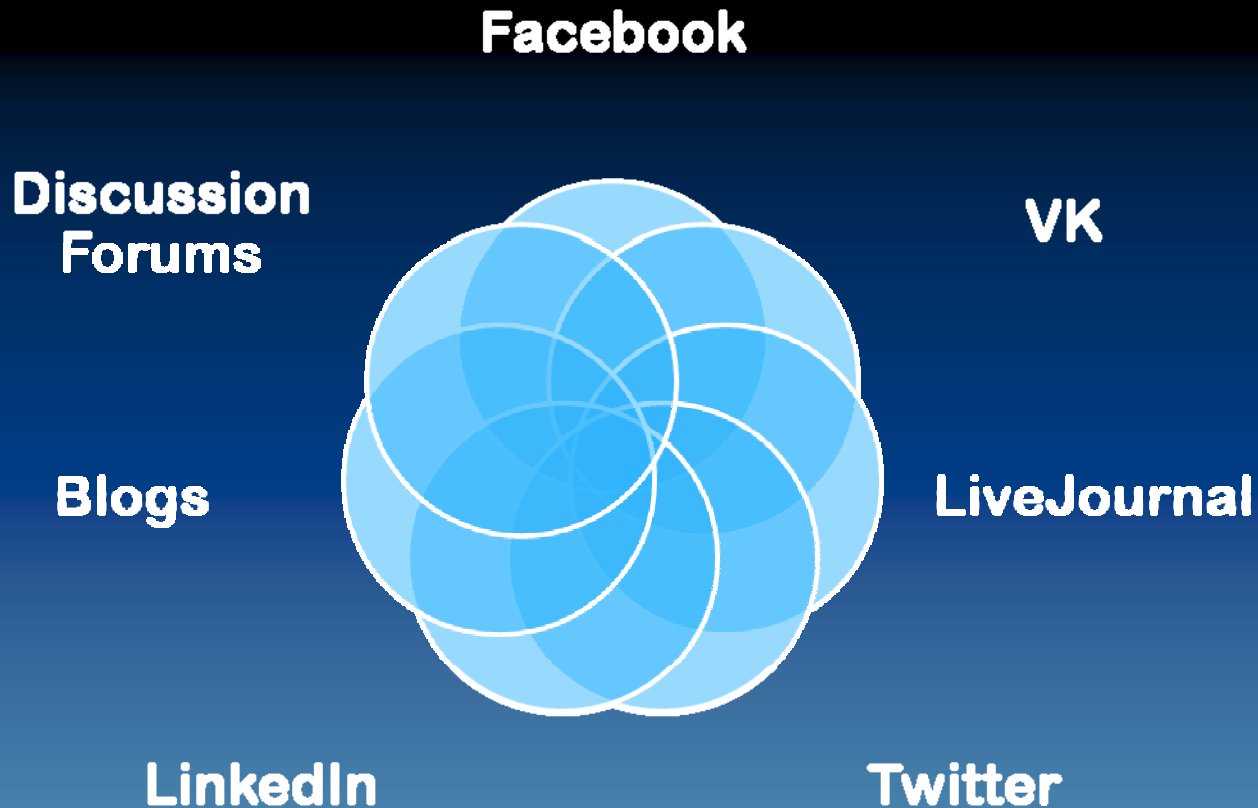 Facebook
Discussion
Forums
VK
Blogs
LiveJournal
LinkedIn
Twitter